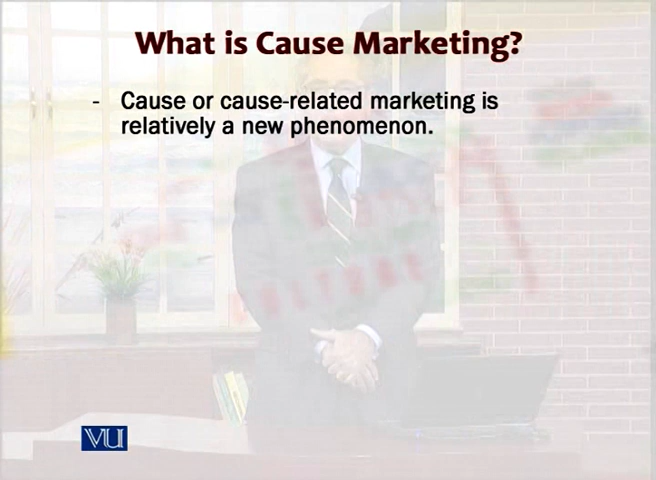 What is Cause Marketing?
- Cause or cause-related marketing is
relatively a new phenomenon.
VU